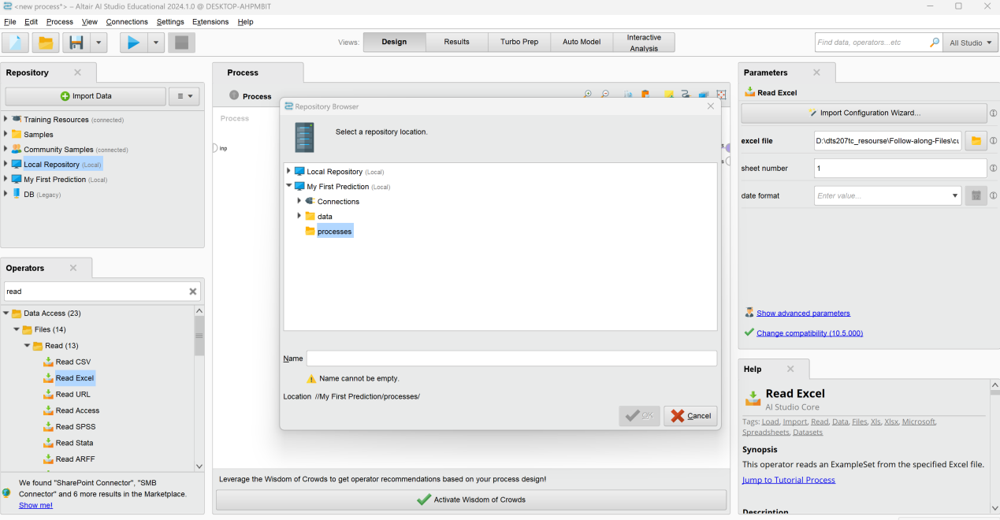 <new process*> – Altair AI Studio Educational 2024.1.0 @ DESKTOP-AHPMBIT
File Edit Process View Connections Settings Extensions Help
Views: Design Results Turbo Prep Auto Model Interactive Analysis
Find data, operators...etc
All Studio
Repository
Import Data
Training Resources (connected)
Samples
Community Samples (connected)
Local Repository (Local)
My First Prediction (Local)
DB (Legacy)
Operators
read
Data Access (23)
Files (14)
Read (13)
Read CSV
Read Excel
Read URL
Read Access
Read SPSS
Read Stata
Read ARFF
We found "SharePoint Connector", "SMB
Connector" and 6 more results in the Marketplace.
Show me!
Process
Process
Process
inp
Repository Browser
Select a repository location.
Local Repository (Local)
My First Prediction (Local)
Connections
data
processes
Name
Name cannot be empty.
Location //My First Prediction/processes/
OK Cancel
Leverage the Wisdom of Crowds to get operator recommendations based on your process design!
Activate Wisdom of Crowds
Parameters
Read Excel
Import Configuration Wizard...
excel file D:\dts207tc_resourse\Follow-along-Files\cu
sheet number 1
date format Enter value...
Show advanced parameters
Change compatibility (10.5.000)
Help
Read Excel
AI Studio Core
Tags: Load, Import, Read, Data, Files, Xls, Xlsx, Microsoft,
Spreadsheets, Datasets
Synopsis
This operator reads an ExampleSet from the specified Excel file.
Jump to Tutorial Process
Description